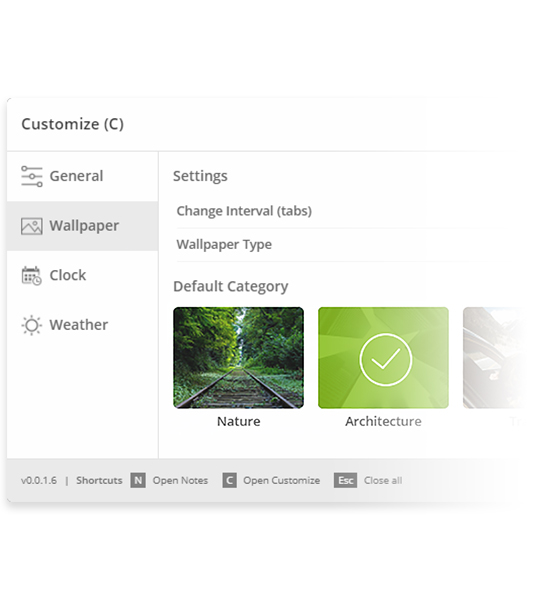 Customize (C)
General
Wallpaper
Clock
Weather
Settings
Change Interval (tabs)
Wallpaper Type
Default Category
Nature
Architecture
v0.0.1.6 | Shortcuts N Open Notes C Open Customize Esc Close all